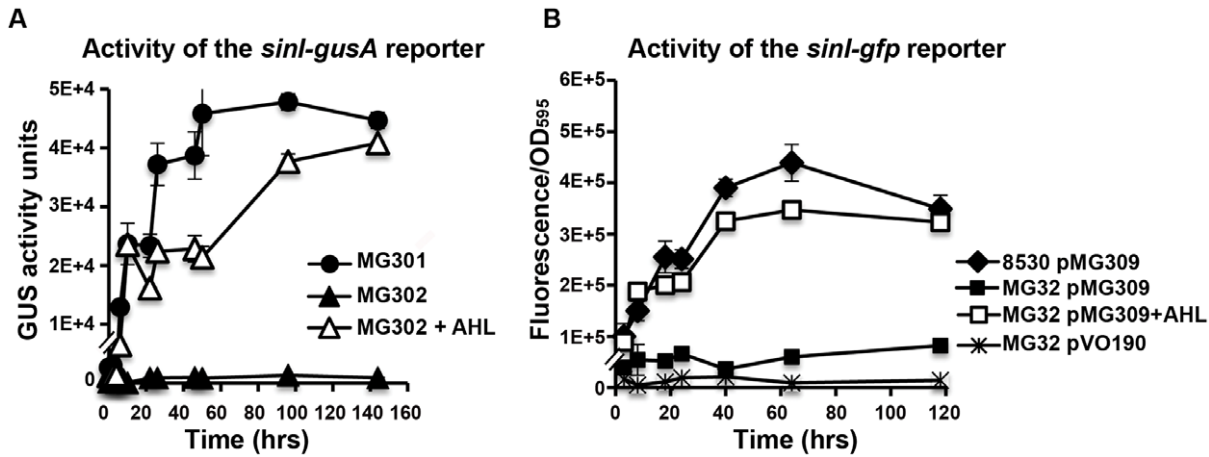 A
Activity of the sinI-gusA reporter
GUS activity units
5E+4
4E+4
3E+4
2E+4
1E+4
0
0 20 40 60 80 100 120 140 160
Time (hrs)
MG301
MG302
MG302 + AHL
B
Activity of the sinI-gfp reporter
Fluorescence/OD595
6E+5
5E+5
4E+5
3E+5
2E+5
1E+5
0
0 20 40 60 80 100 120
Time (hrs)
8530 pMG309
MG32 pMG309
MG32 pMG309+AHL
MG32 pVO190